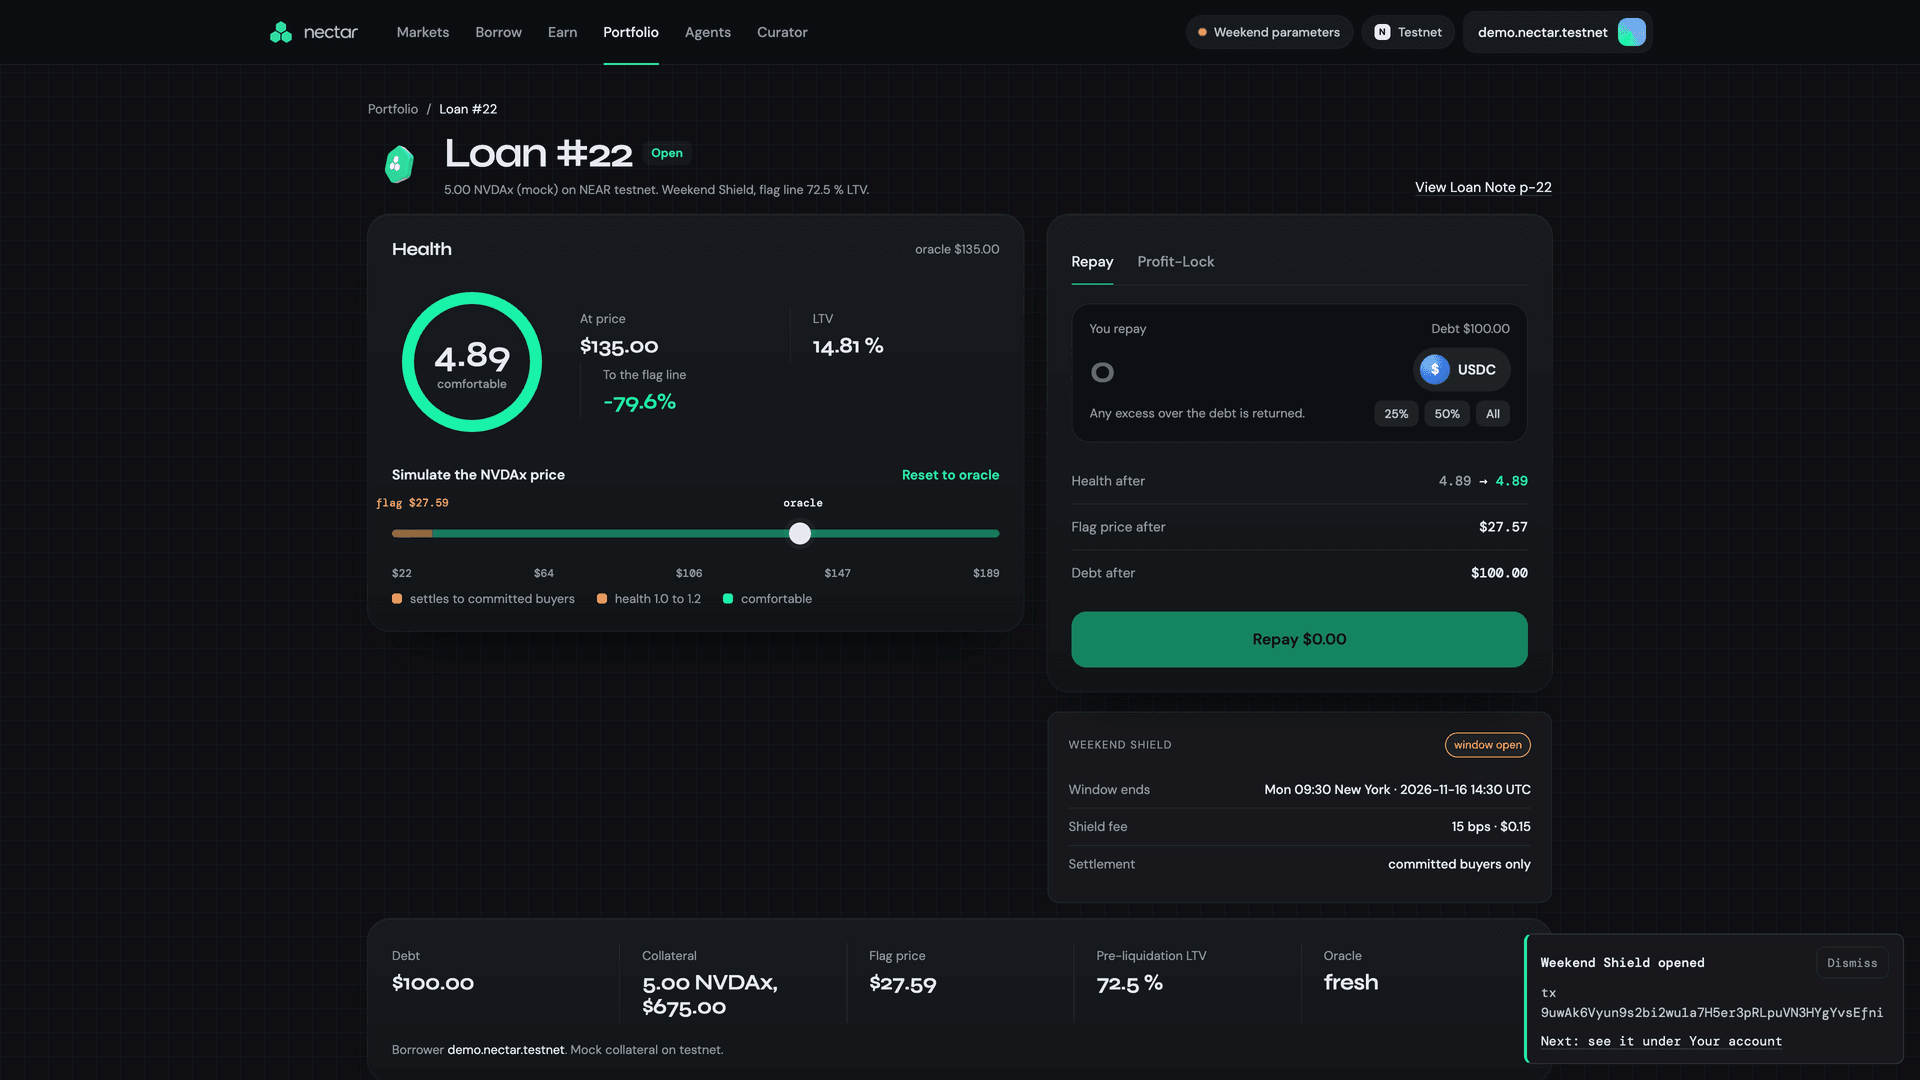 nectar
Markets
Borrow
Earn
Portfolio
Agents
Curator
Weekend parameters
N
Testnet
demo.nectar.testnet
Portfolio / Loan #22
Loan #22
Open
5.00 NVDAx (mock) on NEAR testnet. Weekend Shield, flag line 72.5 % LTV.
View Loan Note p-22
Health
oracle $135.00
4.89
comfortable
At price
$135.00
LTV
14.81 %
To the flag line
-79.6%
Simulate the NVDAx price
Reset to oracle
flag $27.59
oracle
$22
$64
$106
$147
$189
settles to committed buyers
health 1.0 to 1.2
comfortable
Repay
Profit-Lock
You repay
Debt $100.00
0
$ USDC
Any excess over the debt is returned.
25%
50%
All
Health after
4.89 → 4.89
Flag price after
$27.57
Debt after
$100.00
Repay $0.00
WEEKEND SHIELD
window open
Window ends
Mon 09:30 New York · 2026-11-16 14:30 UTC
Shield fee
15 bps · $0.15
Settlement
committed buyers only
Debt
$100.00
Collateral
5.00 NVDAx,
$675.00
Flag price
$27.59
Pre-liquidation LTV
72.5 %
Oracle
fresh
Borrower demo.nectar.testnet. Mock collateral on testnet.
Weekend Shield opened
Dismiss
tx
9uwAk6Vyun9s2bi2wu1a7H5er3pRLpuVN3HYgYvsEfni
Next: see it under Your account